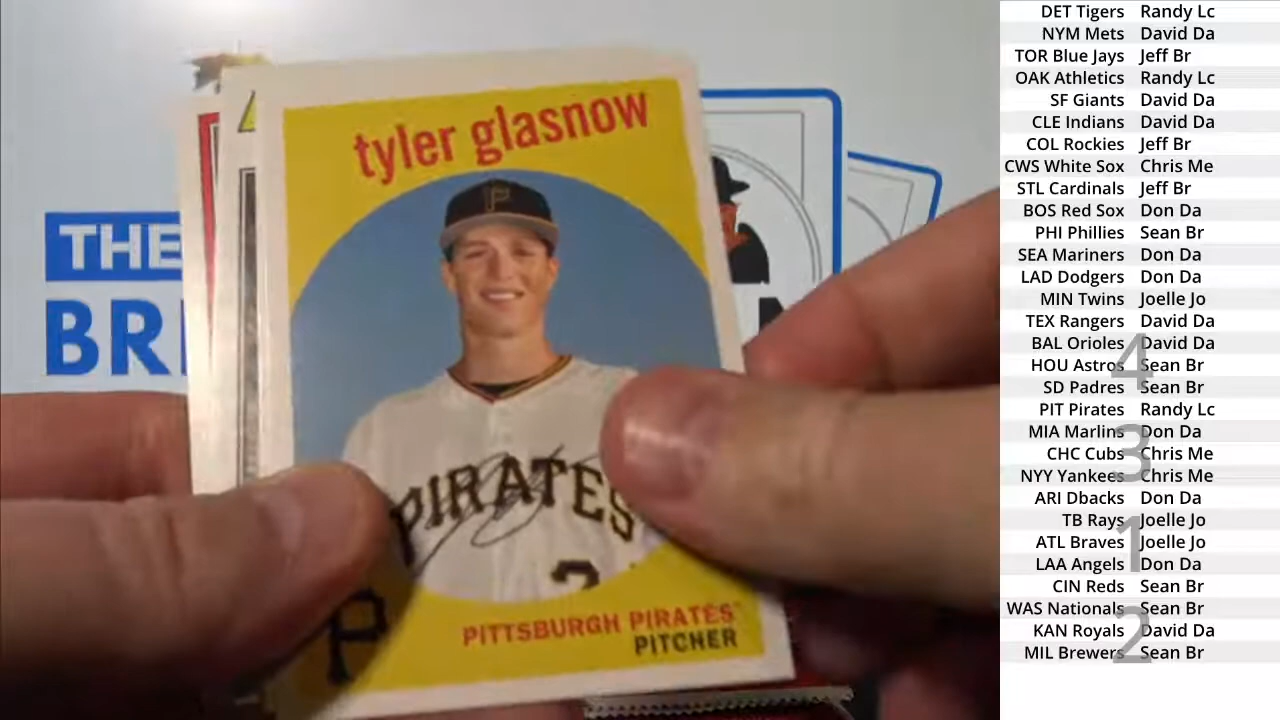 tyler glasnow
P
THE
BRI
PIRATES
PITTSBURGH PIRATES
PITCHER
P
DET Tigers Randy Lc
NYM Mets David Da
TOR Blue Jays Jeff Br
OAK Athletics Randy Lc
SF Giants David Da
CLE Indians David Da
COL Rockies Jeff Br
CWS White Sox Chris Me
STL Cardinals Jeff Br
BOS Red Sox Don Da
PHI Phillies Sean Br
SEA Mariners Don Da
LAD Dodgers Don Da
MIN Twins Joelle Jo
TEX Rangers David Da
BAL Orioles David Da
HOU Astros Sean Br
SD Padres Sean Br
PIT Pirates Randy Lc
MIA Marlins Don Da
CHC Cubs Chris Me
NYY Yankees Chris Me
ARI Dbacks Don Da
TB Rays Joelle Jo
ATL Braves Joelle Jo
LAA Angels Don Da
CIN Reds Sean Br
WAS Nationals Sean Br
KAN Royals David Da
MIL Brewers Sean Br
4
3
1
2